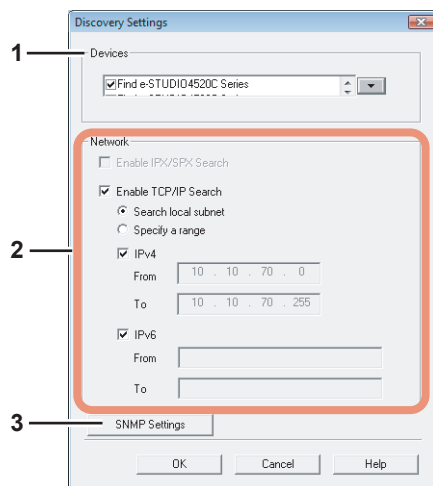 Discovery Settings
1
Devices
Find e-STUDIO4520C Series
Network
Enable IPX/SPX Search
Enable TCP/IP Search
Search local subnet
Specify a range
2
IPv4
From 10 . 10 . 70 . 0
To 10 . 10 . 70 . 255
IPv6
From
To
3
SNMP Settings
OK Cancel Help